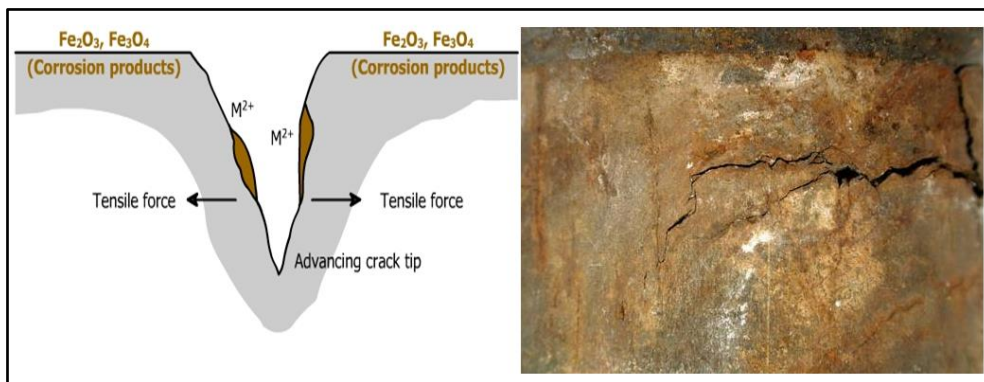 Fe₂O₃, Fe₃O₄
(Corrosion products)
Fe₂O₃, Fe₃O₄
(Corrosion products)
M²⁺
M²⁺
Tensile force
Tensile force
Advancing crack tip